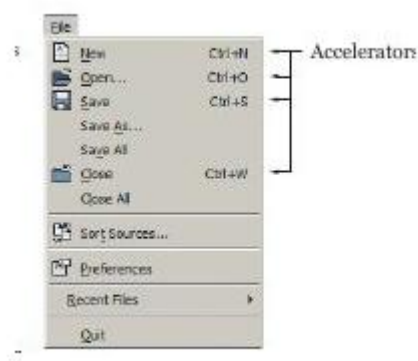 File
New Ctrl+N Accelerators
Open... Ctrl+O
Save Ctrl+S
Save As...
Save All
Close Ctrl+W
Close All
Sort Sources...
Preferences
Recent Files
Quit